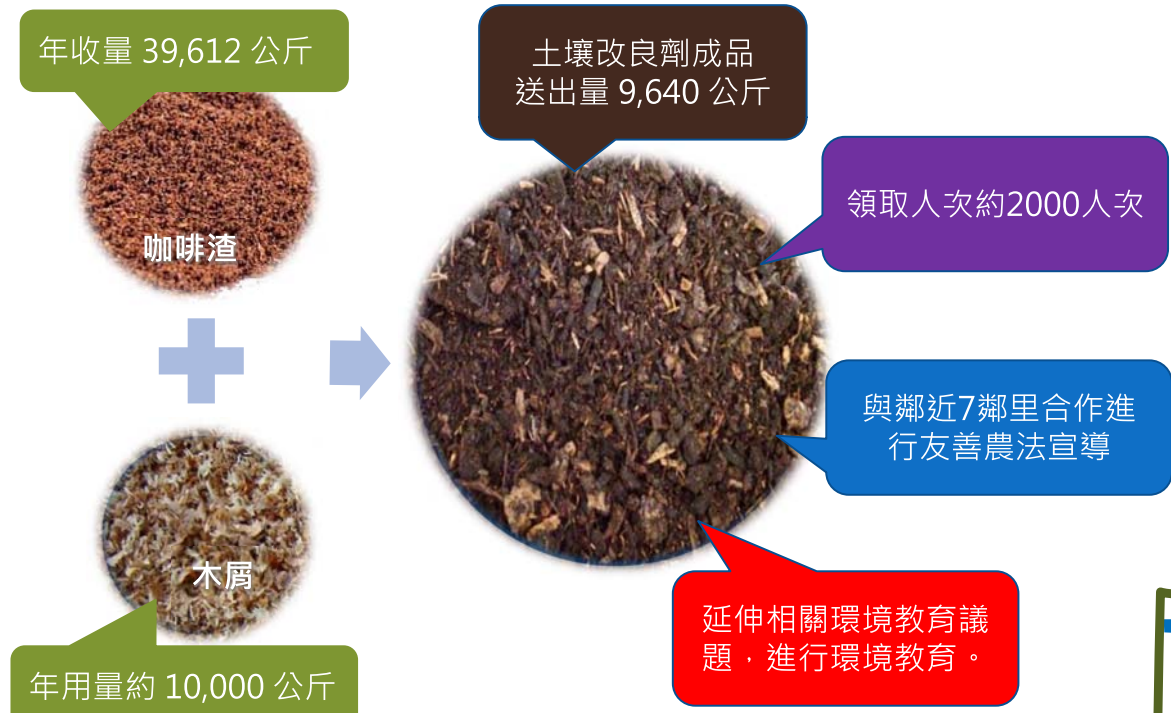 年收量 39,612 公斤
咖啡渣
木屑
年用量約 10,000 公斤
土壤改良劑成品
送出量 9,640 公斤
領取人次約2000人次
與鄰近7鄰里合作進
行友善農法宣導
延伸相關環境教育議
題，進行環境教育。